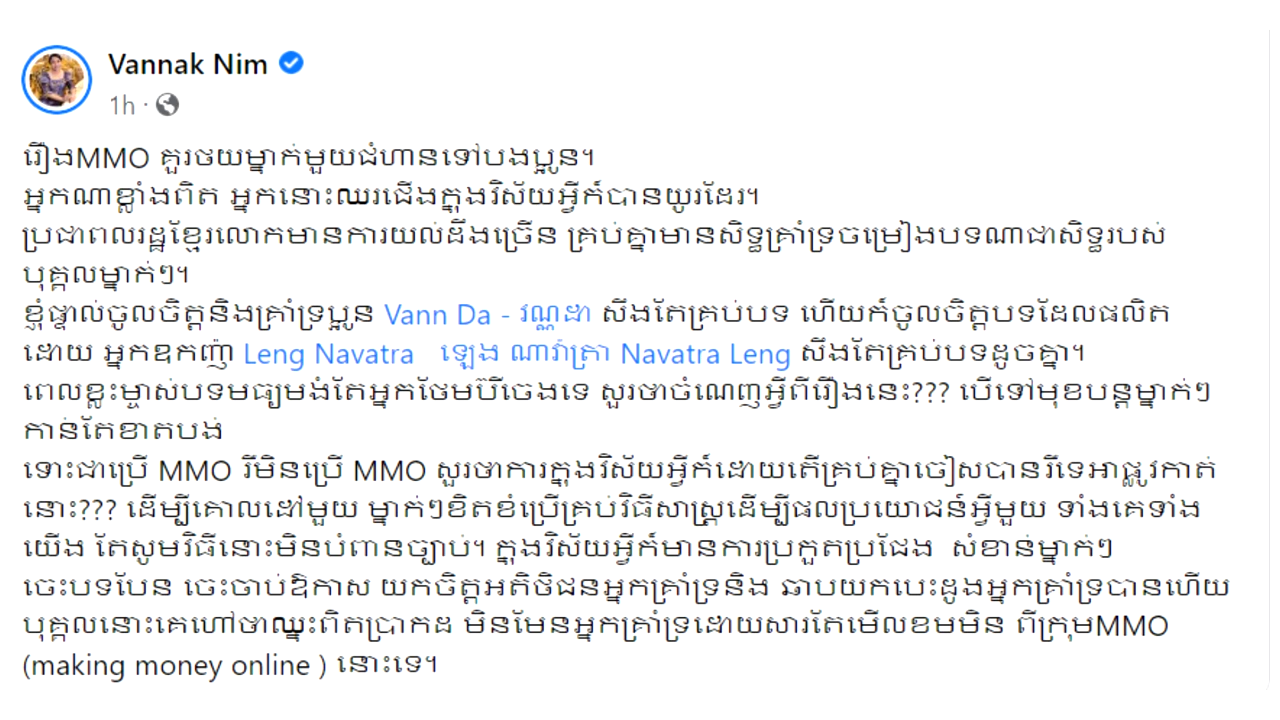 Vannak Nim
1h ·
រឿងMMO គួរថយម្នាក់មួយជំហានទៅបងប្អូន។
អ្នកណាខ្លាំងពិត អ្នកនោះឈរជើងក្នុងវិស័យអ្វីក៍បានយូរដែរ។
ប្រជាពលរដ្ឋខ្មែរលោកមានការយល់ដឹងច្រើន គ្រប់គ្នាមានសិទ្ធគ្រាំទ្រចម្រៀងបទណាជាសិទ្ធរបស់
បុគ្គលម្នាក់ៗ។
ខ្ញុំផ្ទាល់ចូលចិត្តនិងគ្រាំទ្រប្អូន Vann Da - វណ្ណដា សឹងតែគ្រប់បទ ហើយក៍ចូលចិត្តបទដែលផលិត
ដោយ អ្នកឧកញ៉ា Leng Navatra ឡេង ណាវ៉ាត្រា Navatra Leng សឹងតែគ្រប់បទដូចគ្នា។
ពេលខ្លះម្ចាស់បទមធ្យមង់តែអ្នកថែមប៊ីចេងទេ សួរថាចំណេញអ្វីពីរឿងនេះ??? បើទៅមុខបន្តម្នាក់ៗ
កាន់តែខាតបង់
ទោះជាប្រើ MMO រីមិនប្រើ MMO សួរថាការក្នុងវិស័យអ្វីក៍ដោយតើគ្រប់គ្នាចៀសបានរីទេអាផ្លូវកាត់
នោះ??? ដើម្បីគោលដៅមួយ ម្នាក់ៗខិតខំប្រើគ្រប់វិធីសាស្ត្រដើម្បីផលប្រយោជន៍អ្វីមួយ ទាំងគេទាំង
យើង តែសូមវិធីនោះមិនបំពានច្បាប់។ ក្នុងវិស័យអ្វីក៍មានការប្រកួតប្រជែង សំខាន់ម្នាក់ៗ
ចេះបទបែន ចេះចាប់ឱកាស យកចិត្តអតិថិជនអ្នកគ្រាំទ្រនិង ឆាបយកបេះដូងអ្នកគ្រាំទ្របានហើយ
បុគ្គលនោះគេហៅថាឈ្នះពិតប្រាកដ មិនមែនអ្នកគ្រាំទ្រដោយសារតែមើលខមមិន ពីក្រុមMMO
(making money online ) នោះទេ។